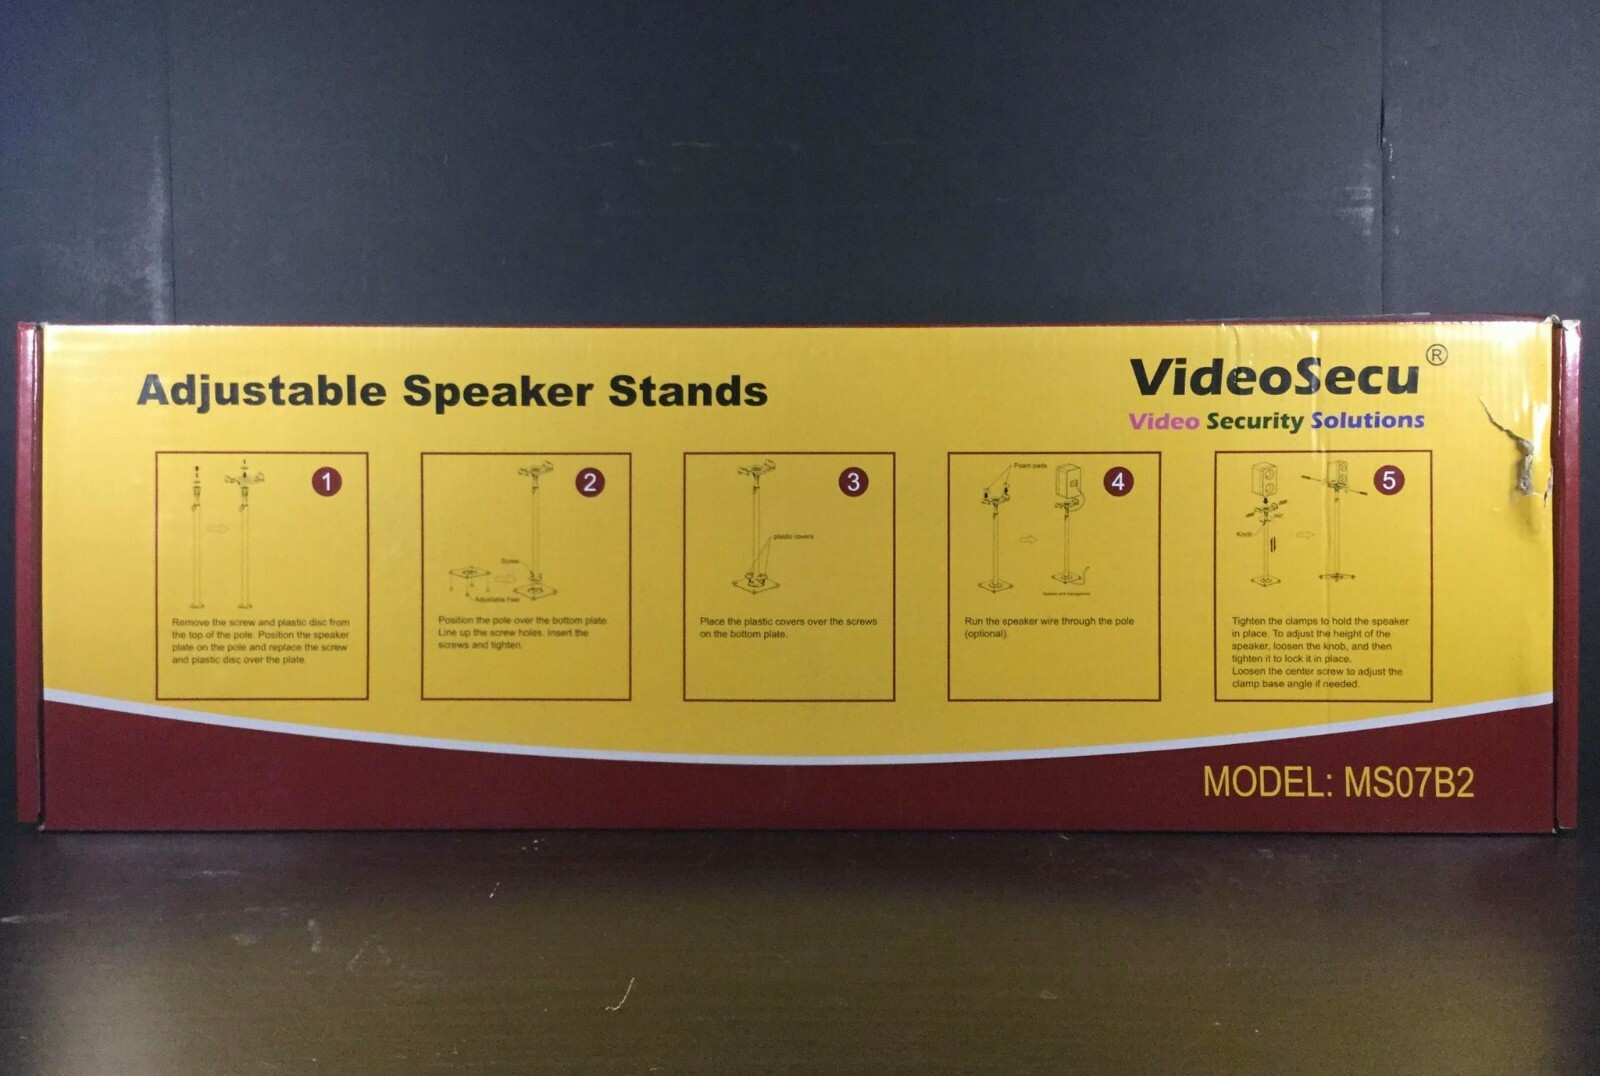 Adjustable Speaker Stands
VideoSecu®
Video Security Solutions
1
Remove the screw and plastic disc from
the top of the pole. Position the speaker
plate on the pole and replace the screw
and plastic disc over the plate.
2
Screw
Adjustable Feet
Position the pole over the bottom plate.
Line up the screw holes. Insert the
screws and tighten.
3
plastic covers
Place the plastic covers over the screws
on the bottom plate.
4
Foam pads
Run the speaker wire through the pole
(optional).
5
Knob
Tighten the clamps to hold the speaker
in place. To adjust the height of the
speaker, loosen the knob, and then
tighten it to lock it in place.
Loosen the center screw to adjust the
clamp base angle if needed.
MODEL: MS07B2